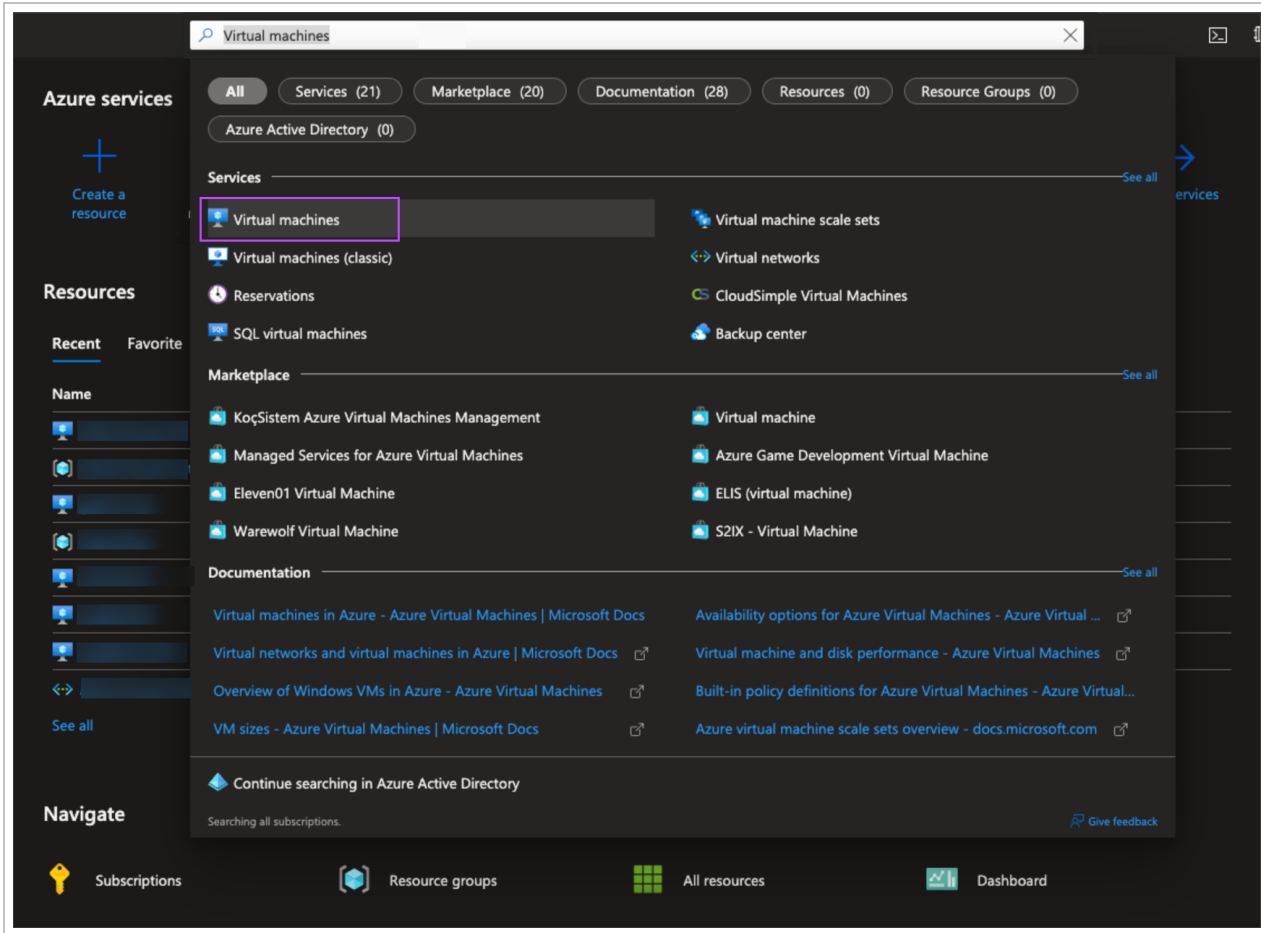 Virtual machines
Azure services
All
Services (21)
Marketplace (20)
Documentation (28)
Resources (0)
Resource Groups (0)
Azure Active Directory (0)
Create a
resource
ervices
Services
See all
Virtual machines
Virtual machine scale sets
Virtual machines (classic)
Virtual networks
Reservations
CS CloudSimple Virtual Machines
SQL SQL virtual machines
Backup center
Resources
Recent
Favorite
Name
See all
Marketplace
See all
KoçSistem Azure Virtual Machines Management
Virtual machine
Managed Services for Azure Virtual Machines
Azure Game Development Virtual Machine
Eleven01 Virtual Machine
ELIS (virtual machine)
Warewolf Virtual Machine
S2IX - Virtual Machine
Documentation
See all
Virtual machines in Azure - Azure Virtual Machines | Microsoft Docs
Availability options for Azure Virtual Machines - Azure Virtual ...
Virtual networks and virtual machines in Azure | Microsoft Docs
Virtual machine and disk performance - Azure Virtual Machines
Overview of Windows VMs in Azure - Azure Virtual Machines
Built-in policy definitions for Azure Virtual Machines - Azure Virtual...
VM sizes - Azure Virtual Machines | Microsoft Docs
Azure virtual machine scale sets overview - docs.microsoft.com
Continue searching in Azure Active Directory
Searching all subscriptions.
Give feedback
Navigate
Subscriptions
Resource groups
All resources
Dashboard